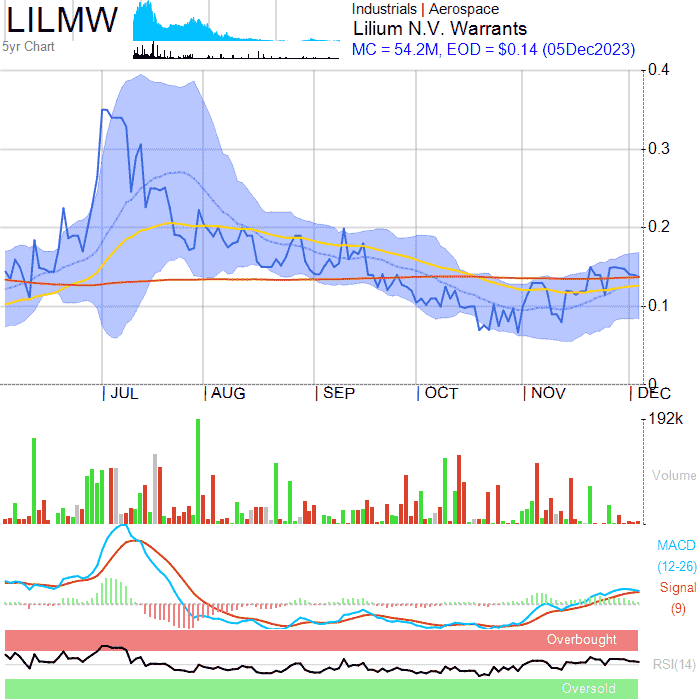 LILMW
5yr Chart
Industrials | Aerospace
Lilium N.V. Warrants
MC = 54.2M, EOD = $0.14 (05Dec2023)
0.4
0.3
0.2
0.1
0
JUL AUG SEP OCT NOV DEC
192k
Volume
MACD
(12-26)
Signal
(9)
Overbought
RSI(14)
Oversold